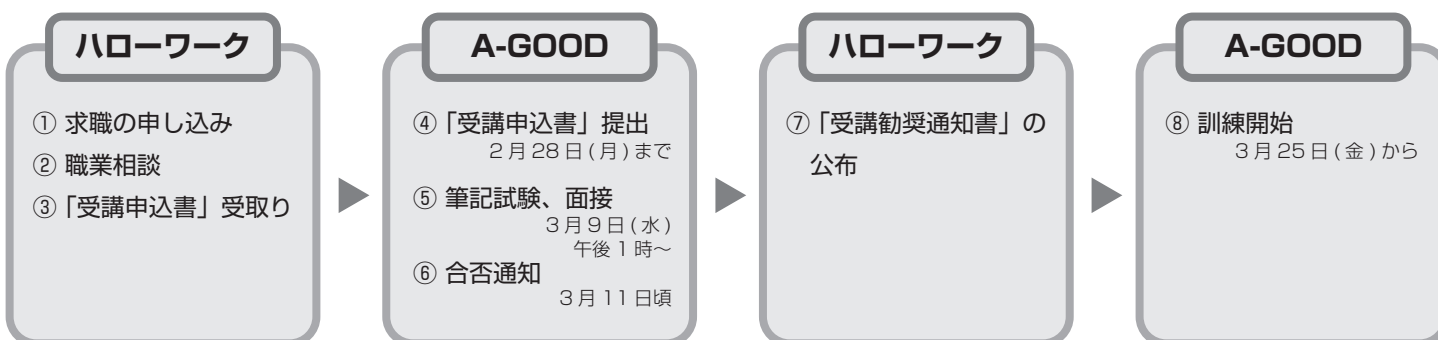 ハローワーク
① 求職の申し込み
② 職業相談
③「受講申込書」受取り
A-GOOD
④「受講申込書」提出
2月28日(月)まで
⑤ 筆記試験、面接
3月9日(水)
午後1時～
⑥ 合否通知
3月11日頃
ハローワーク
⑦「受講勧奨通知書」の
公布
A-GOOD
⑧ 訓練開始
3月25日(金)から